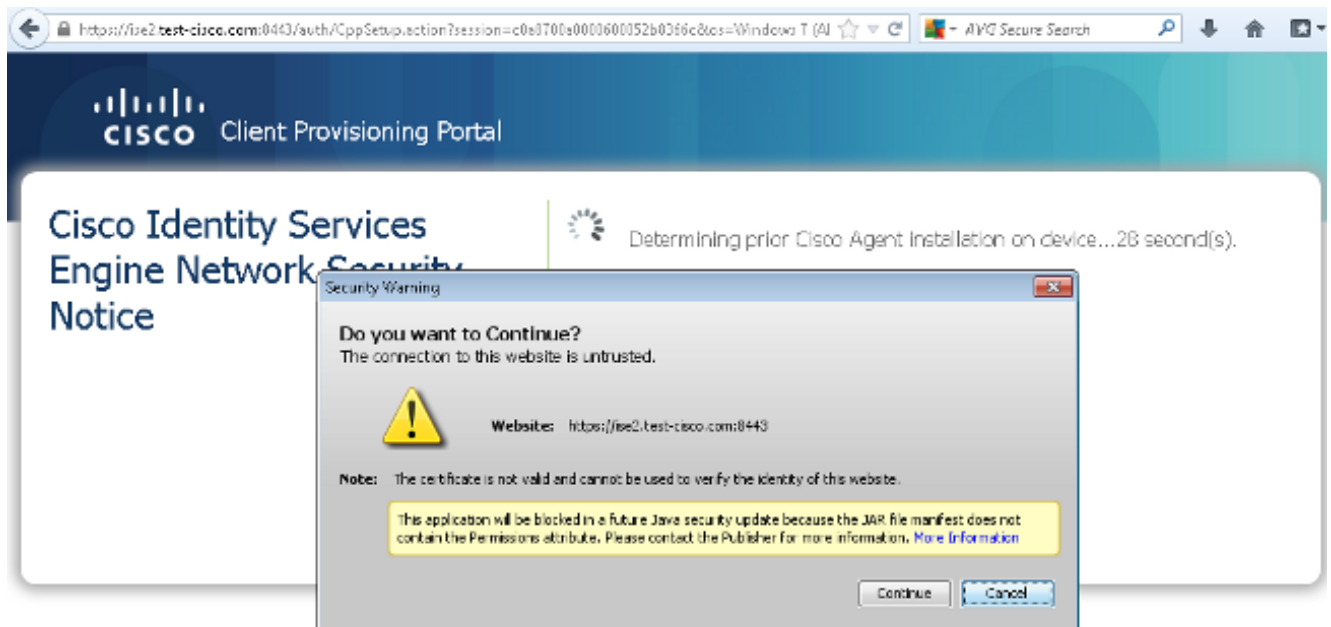 https://ise2.test-cisco.com:8443/auth/CppSetup.action?session=c0a8700a0000600052b8366c&os=Windows 7 (Al
AVG Secure Search
CISCO Client Provisioning Portal
Cisco Identity Services
Engine Network Security
Notice
Determining prior Cisco Agent installation on device...28 second(s).
Security Warning
Do you want to Continue?
The connection to this website is untrusted.
Website: https://ise2.test-cisco.com:8443
Note: The certificate is not valid and cannot be used to verify the identity of this website.
This application will be blocked in a future Java security update because the JAR file manifest does not
contain the Permissions attribute. Please contact the Publisher for more information. More Information
Continue Cancel